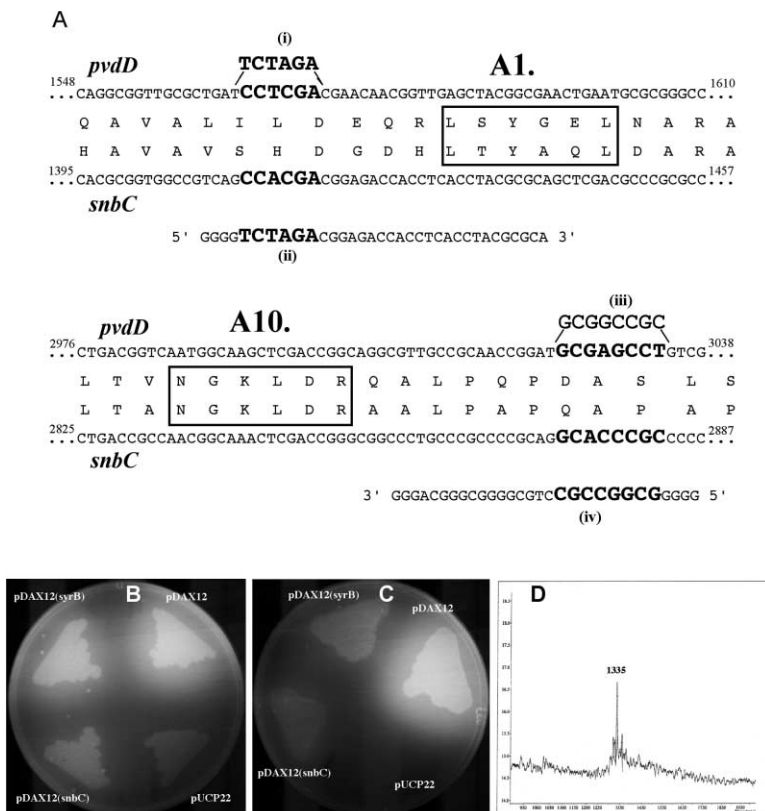 A
(i)
TCTAGA
pvdD
A1.
1548
1610
...CAGGCGGTTGCGCTGATCCTCGACGAACAACGGTTGAGCTACGGCGAACTGAATGCGCGGGCC...
Q A V A L I L D E Q R L S Y G E L N A R A
H A V A V S H D G D H L T Y A Q L D A R A
1395
1457
...CACGCGGTGGCCGTCAGCCACGACGGAGACCACCTCACCTACGCGCAGCTCGACGCCCGCGCC...
snbC
5' GGGGTCTAGACGGAGACCACCTCACCTACGCGCA 3'
(ii)
(iii)
GCGGCCGC
pvdD
A10.
2976
3038
...CTGACGGTCAATGGCAAGCTCGACCGGCAGGCGTTGCCGCAACCGGATGCGAGCCTGTCG...
L T V N G K L D R Q A L P Q P D A S L S
L T A N G K L D R A A L P A P Q A P A P
2825
2887
...CTGACCGCCAACGGCAAACTCGACCGGGCGGCCCTGCCCGCCCCGCAGGCACCCGCCCCC...
snbC
3' GGGACGGGCGGGGCGTCCGCCGGCGGGGG 5'
(iv)
pDAX12(syrB)
B
pDAX12
pDAX12(snbC)
pUCP22
pDAX12(syrB)
C
pDAX12
pDAX12(snbC)
pUCP22
D
1335